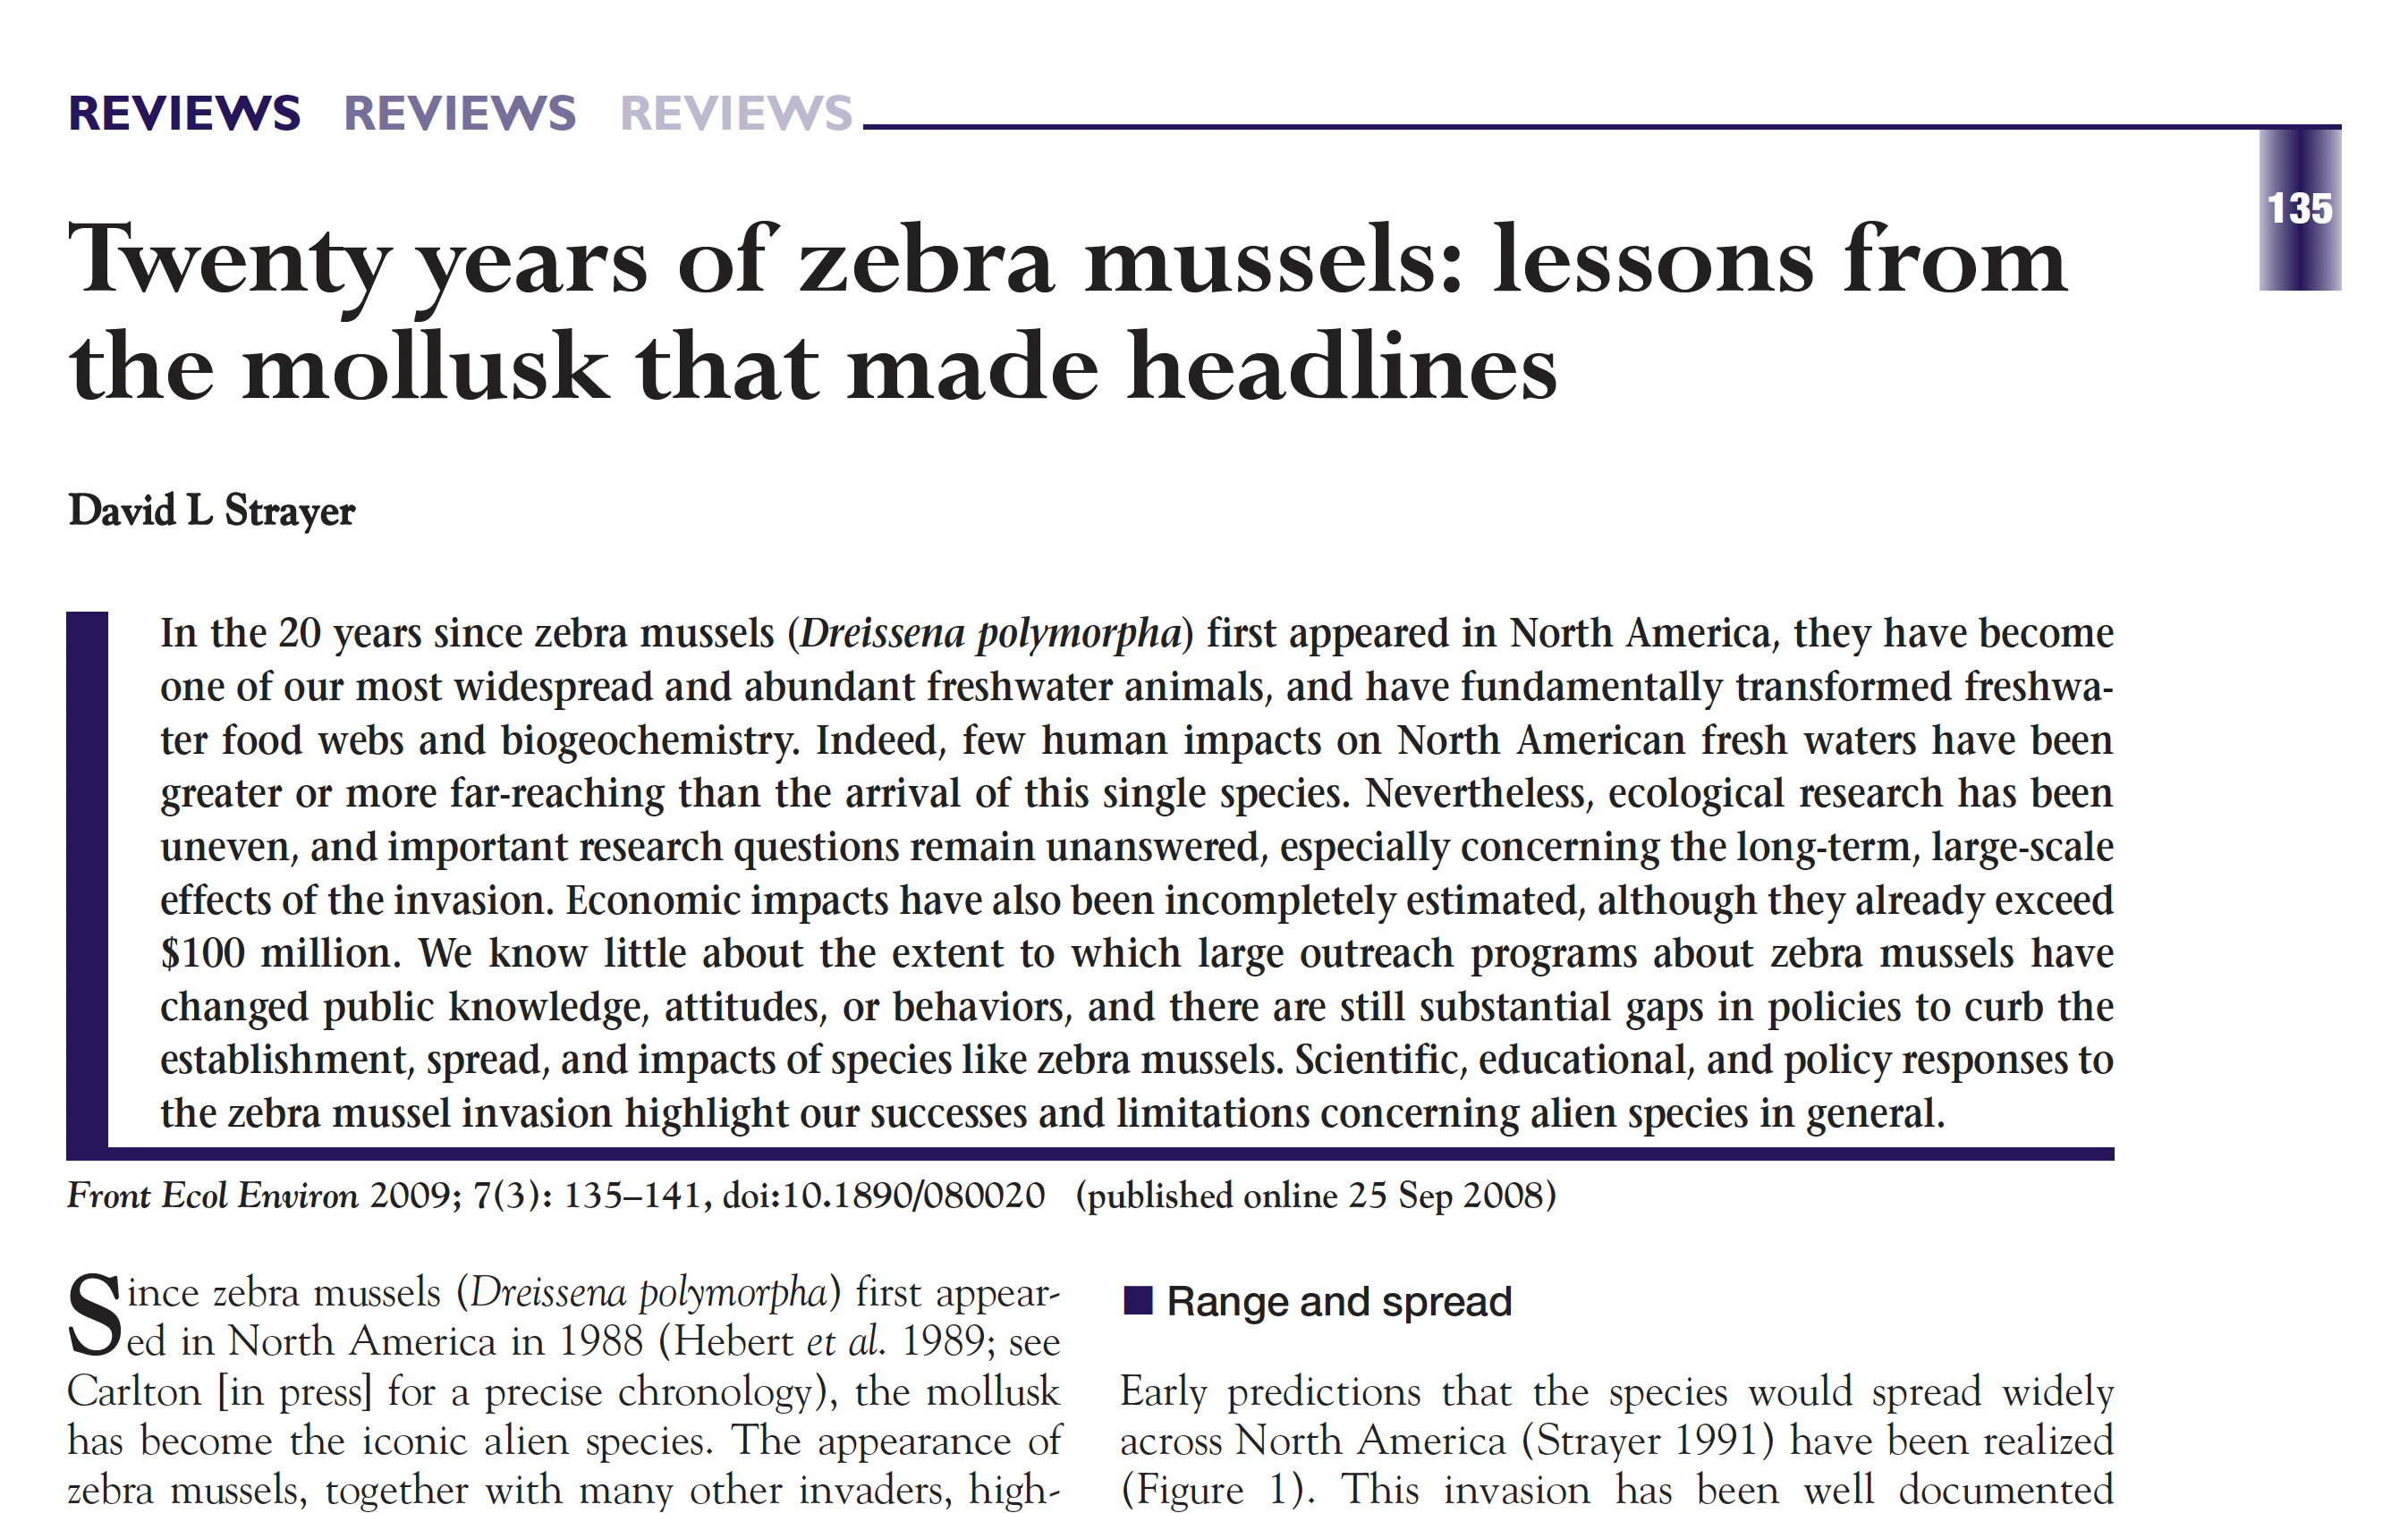 REVIEWS REVIEWS REVIEWS
135
Twenty years of zebra mussels: lessons from
the mollusk that made headlines
David L Strayer
In the 20 years since zebra mussels (Dreissena polymorpha) first appeared in North America, they have become
one of our most widespread and abundant freshwater animals, and have fundamentally transformed freshwa-
ter food webs and biogeochemistry. Indeed, few human impacts on North American fresh waters have been
greater or more far-reaching than the arrival of this single species. Nevertheless, ecological research has been
uneven, and important research questions remain unanswered, especially concerning the long-term, large-scale
effects of the invasion. Economic impacts have also been incompletely estimated, although they already exceed
$100 million. We know little about the extent to which large outreach programs about zebra mussels have
changed public knowledge, attitudes, or behaviors, and there are still substantial gaps in policies to curb the
establishment, spread, and impacts of species like zebra mussels. Scientific, educational, and policy responses to
the zebra mussel invasion highlight our successes and limitations concerning alien species in general.
Front Ecol Environ 2009; 7(3): 135–141, doi:10.1890/080020 (published online 25 Sep 2008)
Since zebra mussels (Dreissena polymorpha) first appear-
ed in North America in 1988 (Hebert et al. 1989; see
Carlton [in press] for a precise chronology), the mollusk
has become the iconic alien species. The appearance of
zebra mussels, together with many other invaders, high-
■ Range and spread
Early predictions that the species would spread widely
across North America (Strayer 1991) have been realized
(Figure 1). This invasion has been well documented